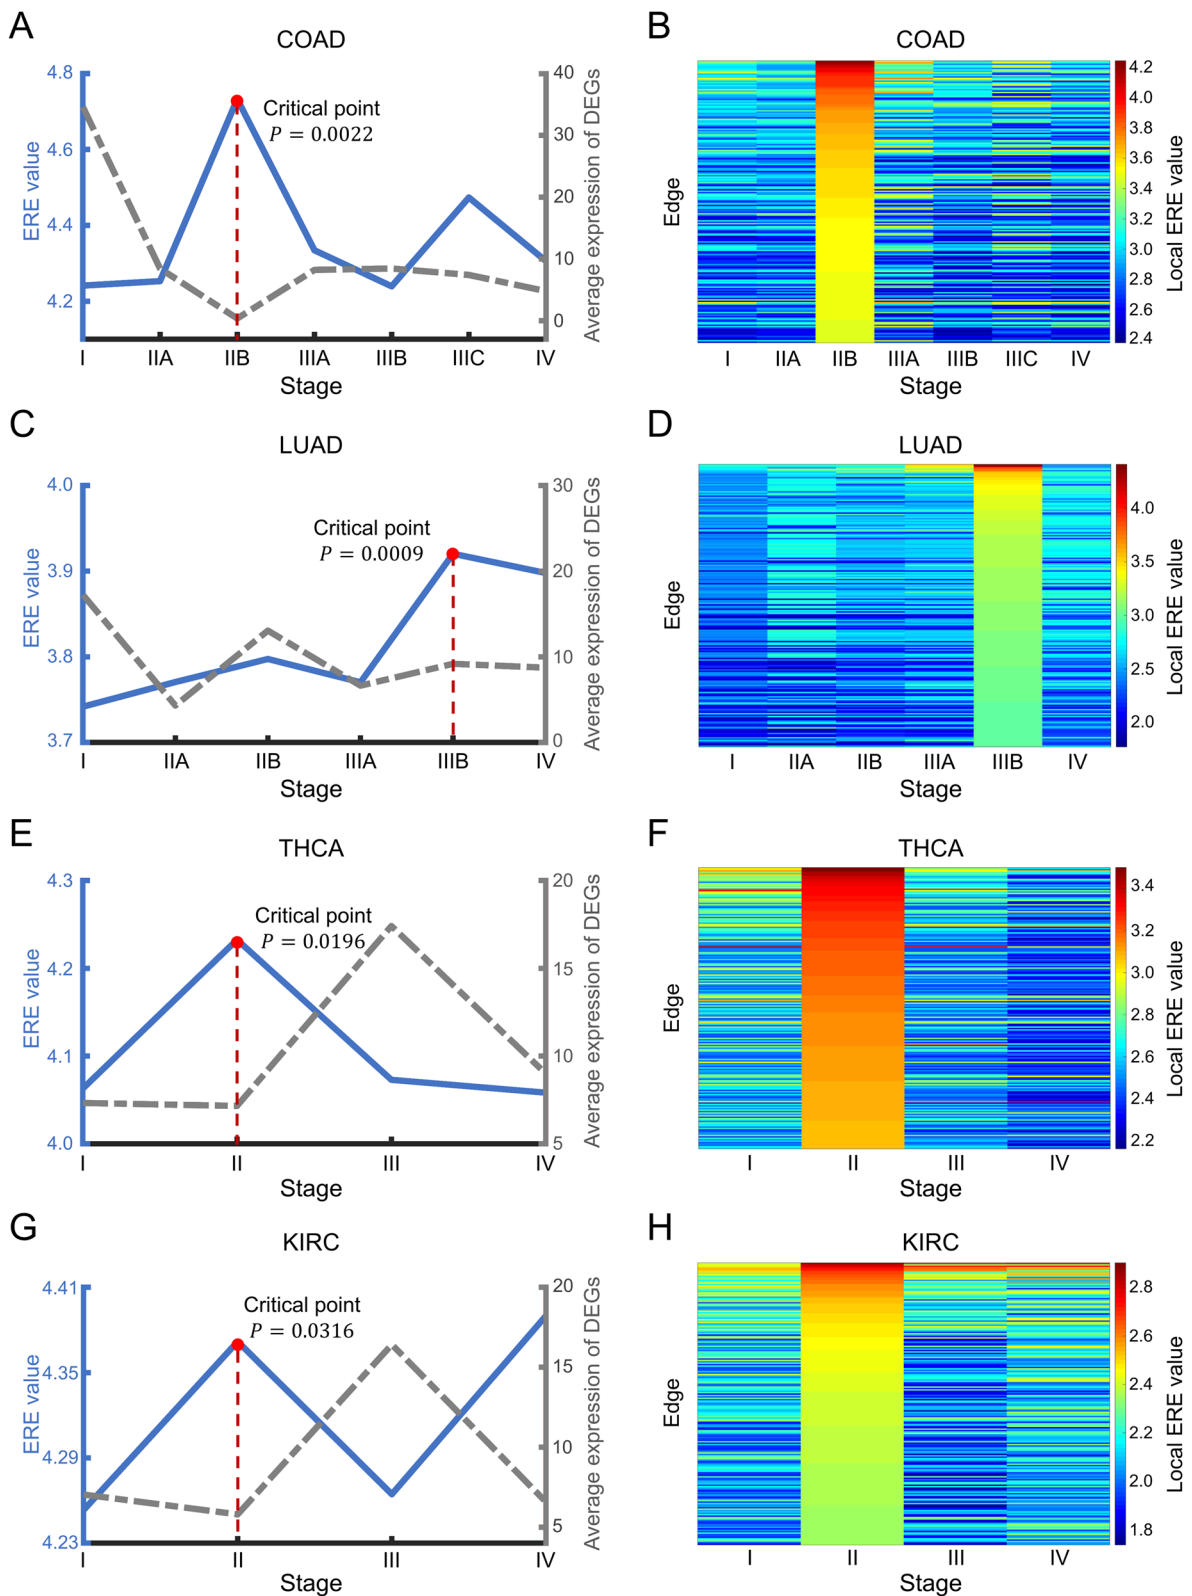 A
COAD
ERE value
4.8
4.6
4.4
4.2
Critical point
P = 0.0022
40
30
20
10
0
Average expression of DEGs
I IIA IIB IIIA IIIB IIIC IV
Stage
B
COAD
Edge
I IIA IIB IIIA IIIB IIIC IV
Stage
4.2
4.0
3.8
3.6
3.4
3.2
3.0
2.8
2.6
2.4
Local ERE value
C
LUAD
ERE value
4.0
3.9
3.8
3.7
Critical point
P = 0.0009
30
20
10
0
Average expression of DEGs
I IIA IIB IIIA IIIB IV
Stage
D
LUAD
Edge
I IIA IIB IIIA IIIB IV
Stage
4.0
3.5
3.0
2.5
2.0
Local ERE value
E
THCA
ERE value
4.3
4.2
4.1
4.0
Critical point
P = 0.0196
20
15
10
5
Average expression of DEGs
I II III IV
Stage
F
THCA
Edge
I II III IV
Stage
3.4
3.2
3.0
2.8
2.6
2.4
2.2
Local ERE value
G
KIRC
ERE value
4.41
4.35
4.29
4.23
Critical point
P = 0.0316
20
15
10
5
Average expression of DEGs
I II III IV
Stage
H
KIRC
Edge
I II III IV
Stage
2.8
2.6
2.4
2.2
2.0
1.8
Local ERE value